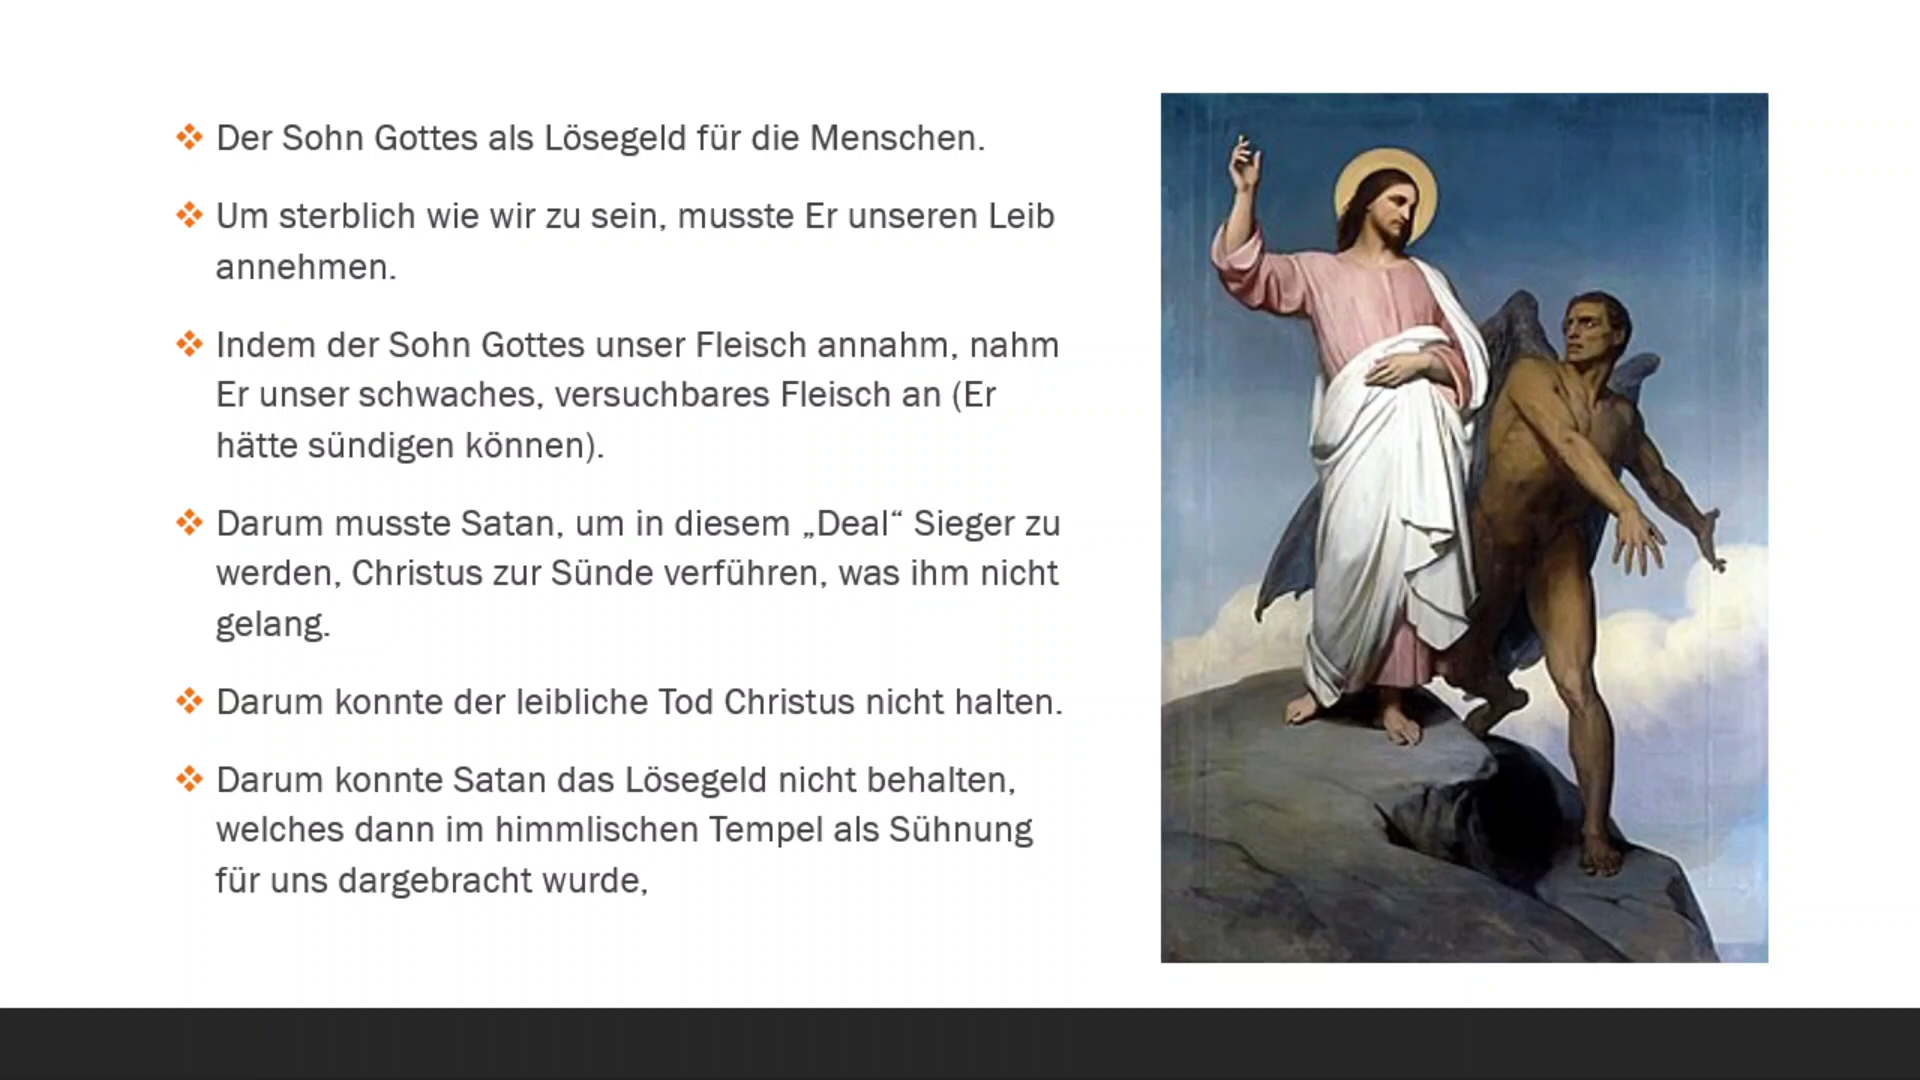 Der Sohn Gottes als Lösegeld für die Menschen.
Um sterblich wie wir zu sein, musste Er unseren Leib
annehmen.
Indem der Sohn Gottes unser Fleisch annahm, nahm
Er unser schwaches, versuchbares Fleisch an (Er
hätte sündigen können).
Darum musste Satan, um in diesem „Deal“ Sieger zu
werden, Christus zur Sünde verführen, was ihm nicht
gelang.
Darum konnte der leibliche Tod Christus nicht halten.
Darum konnte Satan das Lösegeld nicht behalten,
welches dann im himmlischen Tempel als Sühnung
für uns dargebracht wurde,